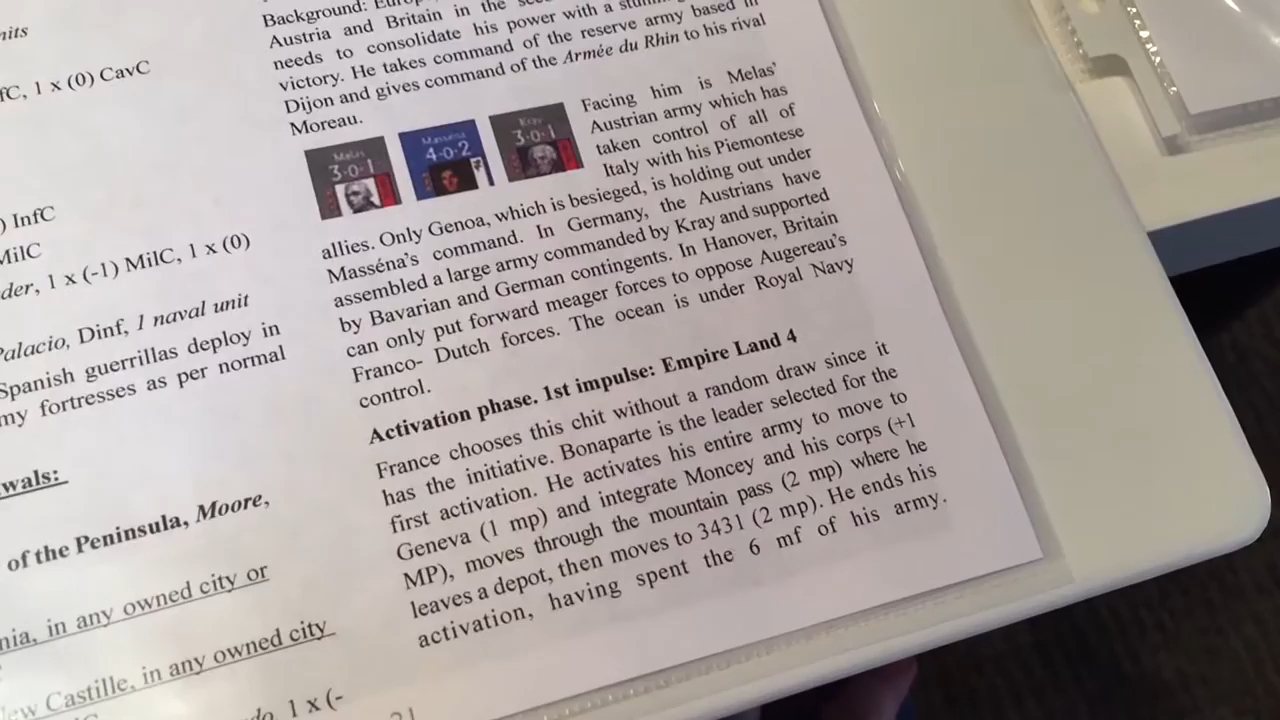 nits
fC, 1 x (0) CavC
) InfC
MilC
der, 1 x (-1) MilC, 1 x (0)
Palacio, Dinf, 1 naval unit
Spanish guerrillas deploy in
my fortresses as per normal
wals:
of the Peninsula, Moore,
nia, in any owned city or
ew Castille, in any owned city
do, 1 x (-
21
Background:
Austria and Britain in the
needs to consolidate his power with a
victory. He takes command of the reserve army based in
Dijon and gives command of the Armée du Rhin to his rival
Moreau.
Melas
3-0-1
Massena
4-0-2
Kray
3-0-1
Facing him is Melas'
Austrian army which has
taken control of all of
Italy with his Piemontese
allies. Only Genoa, which is besieged, is holding out under
Masséna's command. In Germany, the Austrians have
assembled a large army commanded by Kray and supported
by Bavarian and German contingents. In Hanover, Britain
can only put forward meager forces to oppose Augereau's
Franco- Dutch forces. The ocean is under Royal Navy
control.
Activation phase. 1st impulse: Empire Land 4
France chooses this chit without a random draw since it
has the initiative. Bonaparte is the leader selected for the
first activation. He activates his entire army to move to
Geneva (1 mp) and integrate Moncey and his corps (+1
MP), moves through the mountain pass (2 mp) where he
leaves a depot, then moves to 3431 (2 mp). He ends his
activation, having spent the 6 mf of his army.